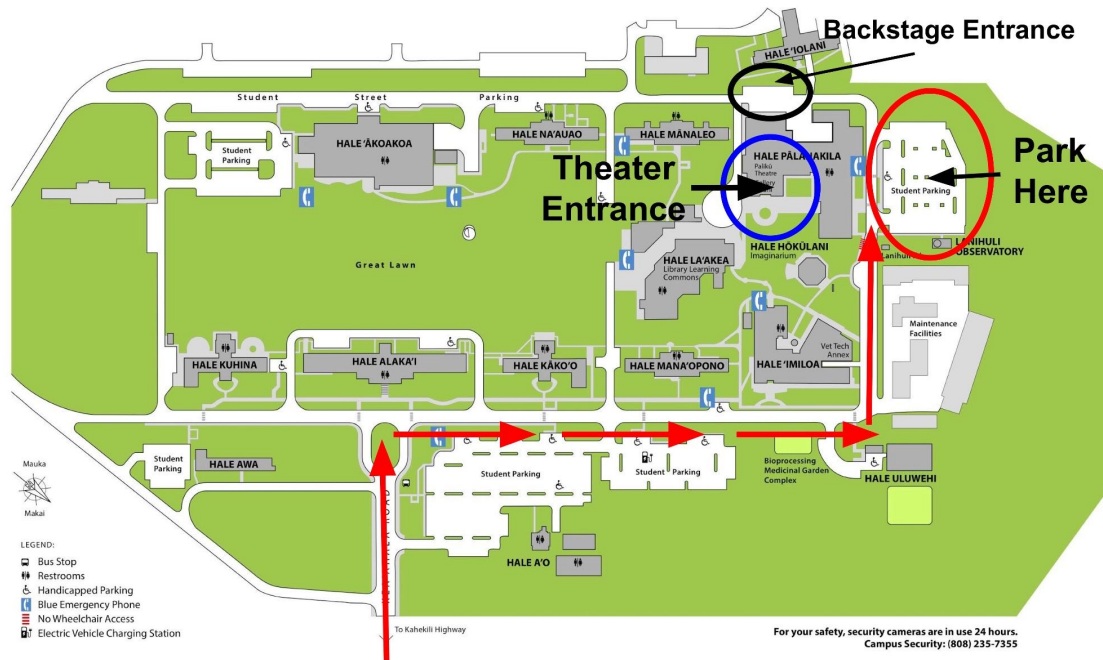 Backstage Entrance
HALE ‘IOLANI
Student Street Parking
HALE ‘ĀKOAKOA
HALE NA‘AUAO
HALE MĀNALEO
Student
Parking
HALE PĀLANAKILA
Palikū
Theatre
Gallery
Theater
Entrance
Park
Here
Student Parking
LANIHULI
OBSERVATORY
HALE HŌKŪLANI
Imaginarium
HALE LA‘AKEA
Library Learning
Commons
Great Lawn
Maintenance
Facilities
Vet Tech
Annex
HALE KUHINA
HALE ALAKA‘I
HALE KĀKO‘O
HALE MANA‘OPONO
HALE ‘IMILOA
Student
Parking
HALE AWA
Student Parking
Student Parking
Bioprocessing
Medicinal Garden
Complex
HALE ULUWEHI
Mauka
Makai
HALE A‘O
LEGEND:
Bus Stop
Restrooms
Handicapped Parking
Blue Emergency Phone
No Wheelchair Access
Electric Vehicle Charging Station
To Kahekili Highway
For your safety, security cameras are in use 24 hours.
Campus Security: (808) 235-7355